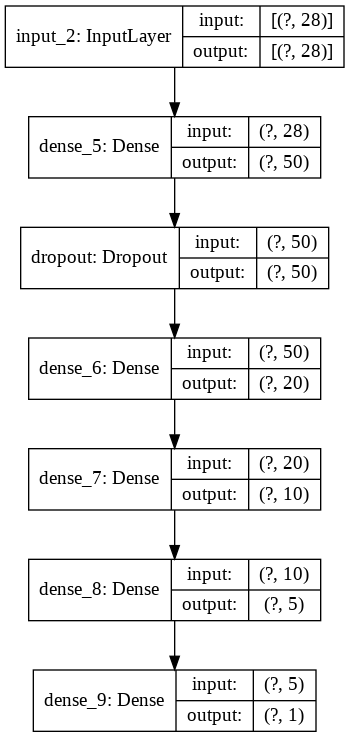 input_2: InputLayer
input: [(?, 28)]
output: [(?, 28)]
dense_5: Dense
input: (?, 28)
output: (?, 50)
dropout: Dropout
input: (?, 50)
output: (?, 50)
dense_6: Dense
input: (?, 50)
output: (?, 20)
dense_7: Dense
input: (?, 20)
output: (?, 10)
dense_8: Dense
input: (?, 10)
output: (?, 5)
dense_9: Dense
input: (?, 5)
output: (?, 1)